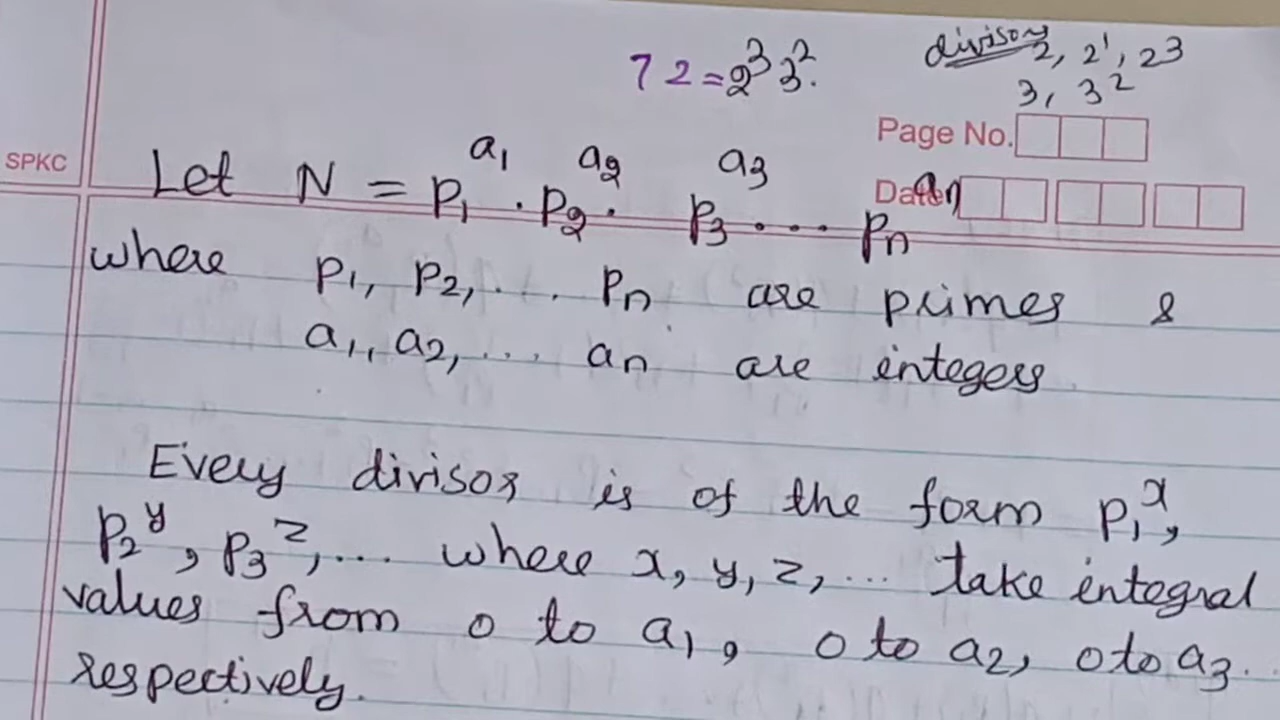 72 = 2³ 3².
divisors 2, 2¹, 2³
3, 3²
Page No.
SPKC
Date
Let N = p₁^a₁ · p₂^a₂ · p₃^a₃ .... pₙ^aₙ
where p₁, p₂, ... pₙ are primes &
a₁, a₂, ... aₙ are integers
Every divisor is of the form p₁^x,
p₂^y, p₃^z, ... where x, y, z, ... take integral
values from 0 to a₁, 0 to a₂, 0 to a₃..
respectively.